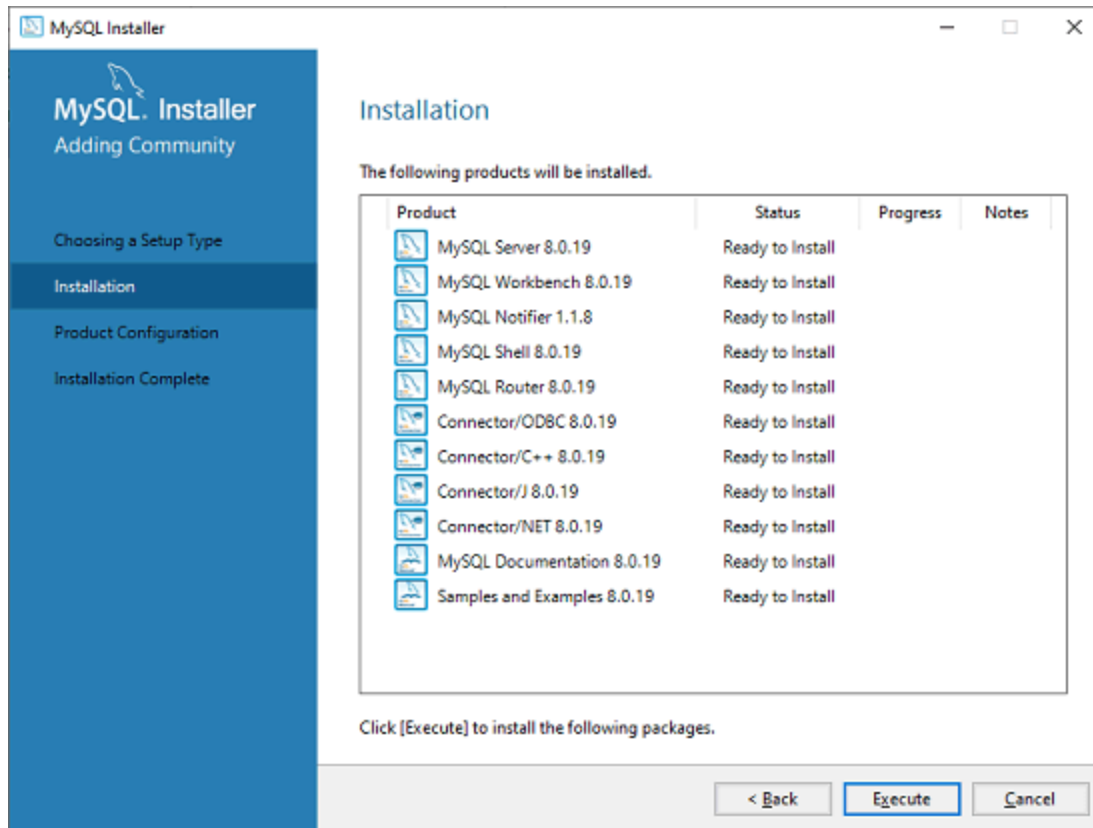 MySQL Installer
MySQL. Installer
Adding Community
Choosing a Setup Type
Installation
Product Configuration
Installation Complete
Installation
The following products will be installed.
Product Status Progress Notes
MySQL Server 8.0.19 Ready to Install
MySQL Workbench 8.0.19 Ready to Install
MySQL Notifier 1.1.8 Ready to Install
MySQL Shell 8.0.19 Ready to Install
MySQL Router 8.0.19 Ready to Install
Connector/ODBC 8.0.19 Ready to Install
Connector/C++ 8.0.19 Ready to Install
Connector/J 8.0.19 Ready to Install
Connector/NET 8.0.19 Ready to Install
MySQL Documentation 8.0.19 Ready to Install
Samples and Examples 8.0.19 Ready to Install
Click [Execute] to install the following packages.
< Back Execute Cancel